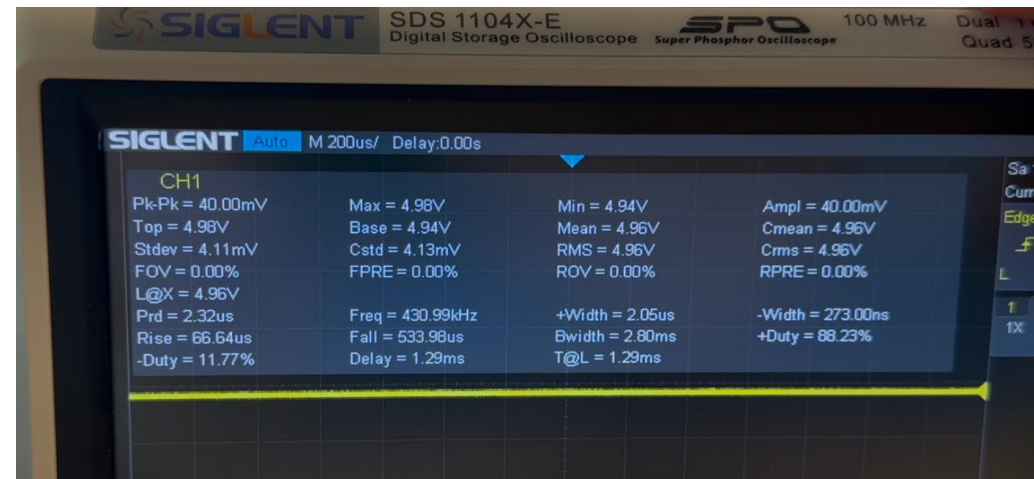 SIGLENT SDS 1104X-E SPO 100 MHz Dual
Digital Storage Oscilloscope Super Phosphor Oscilloscope Quad
SIGLENT Auto M 200us/ Delay:0.00s
Sa
CH1 Curr
Pk-Pk = 40.00mV Max = 4.98V Min = 4.94V Ampl = 40.00mV
Top = 4.98V Base = 4.94V Mean = 4.96V Cmean = 4.96V Edge
Stdev = 4.11mV Cstd = 4.13mV RMS = 4.96V Crms = 4.96V
FOV = 0.00% FPRE = 0.00% ROV = 0.00% RPRE = 0.00% L
L@X = 4.96V
Prd = 2.32us Freq = 430.99kHz +Width = 2.05us -Width = 273.00ns 1
Rise = 66.64us Fall = 533.98us Bwidth = 2.80ms +Duty = 88.23% 1X
-Duty = 11.77% Delay = 1.29ms T@L = 1.29ms